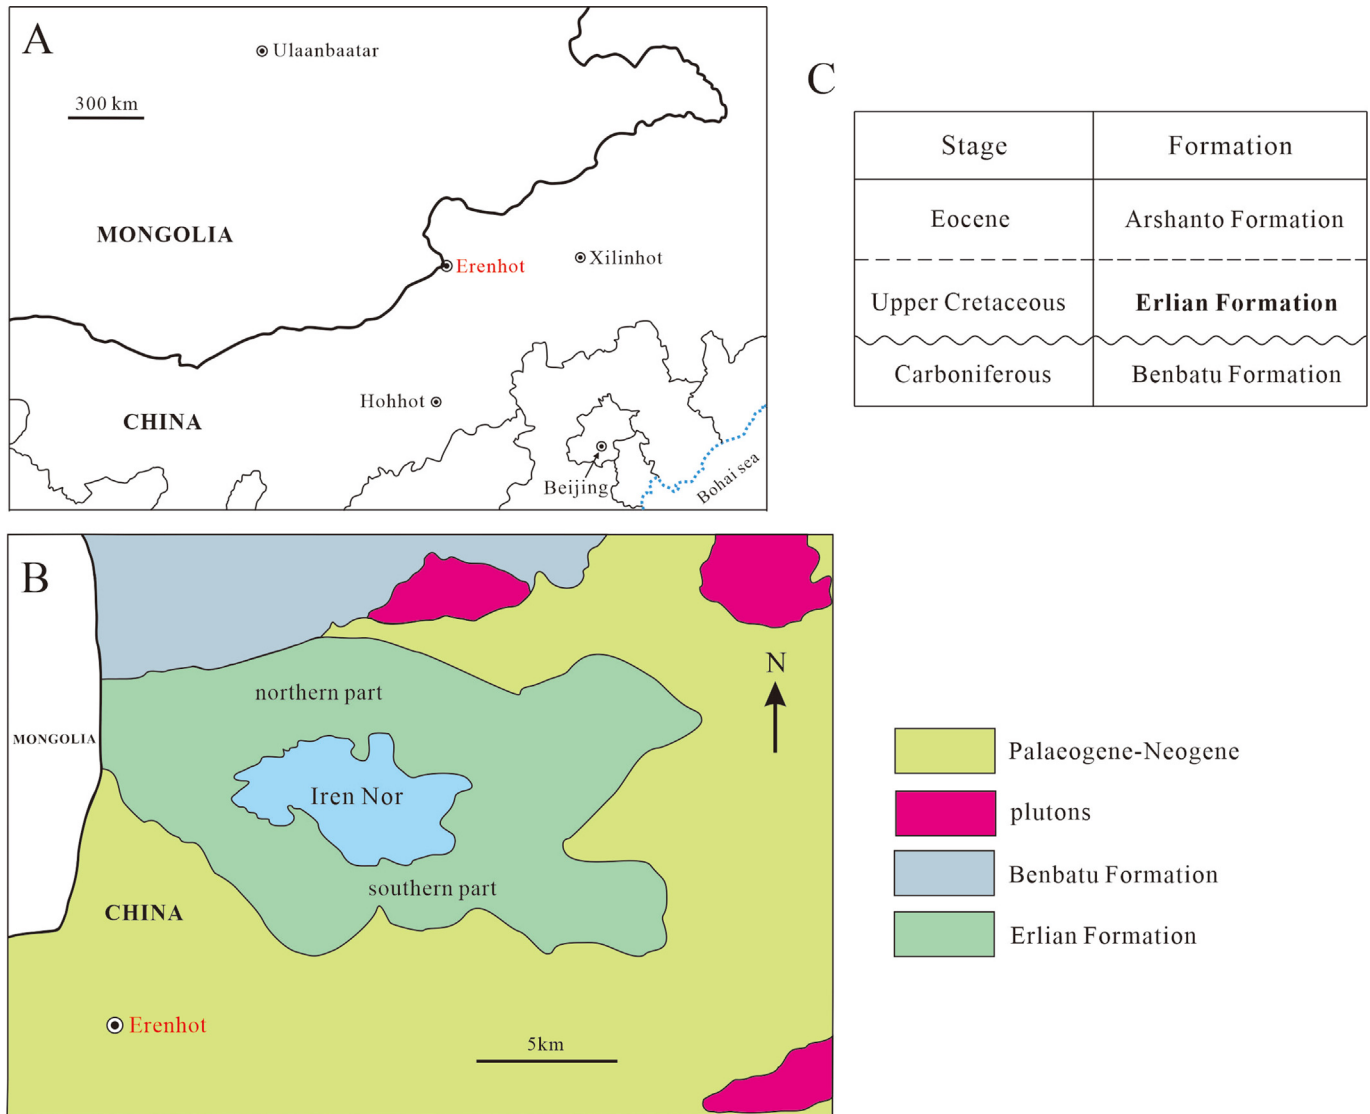 A
Ulaanbaatar
300 km
MONGOLIA
Erenhot
Xilinhot
Hohhot
CHINA
Beijing
Bohai sea
C
Stage Formation
Eocene Arshanto Formation
Upper Cretaceous Erlian Formation
Carboniferous Benbatu Formation
B
N
northern part
MONGOLIA
Iren Nor
southern part
CHINA
Erenhot
5km
Palaeogene-Neogene
plutons
Benbatu Formation
Erlian Formation